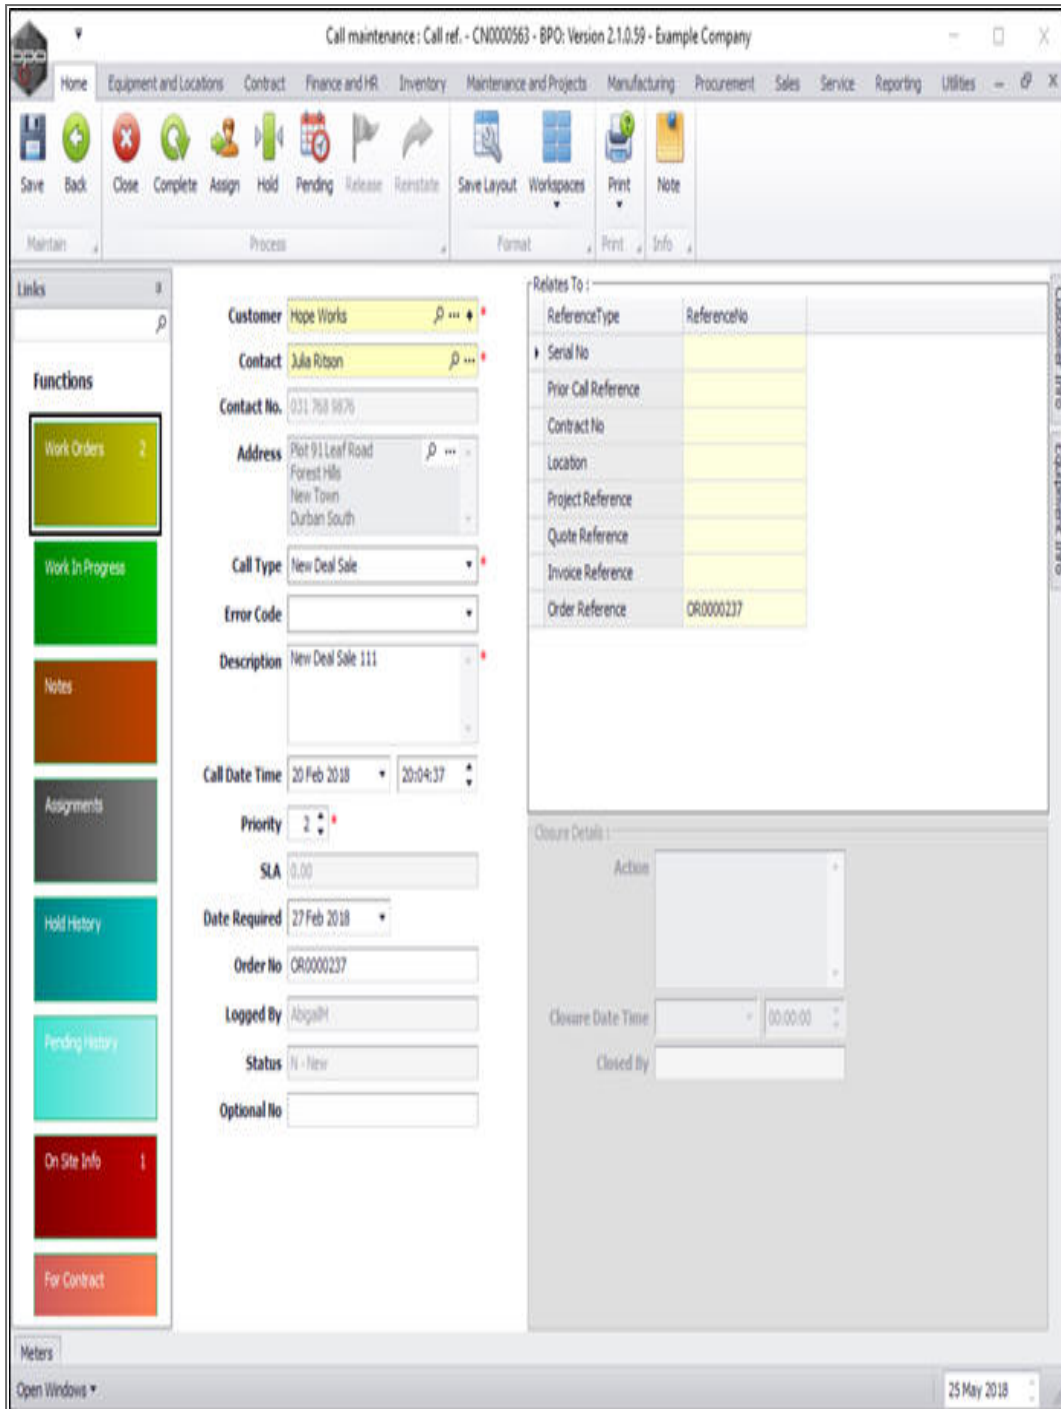 Call maintenance : Call ref. - CN0000563 - BPO: Version 2.1.0.59 - Example Company
bpo
Home Equipment and Locations Contract Finance and HR Inventory Maintenance and Projects Manufacturing Procurement Sales Service Reporting Utilities
Save Back Close Complete Assign Hold Pending Release Reinstate Save Layout Workspaces Print Note
Maintain Process Format Print Info
Links
Functions
Work Orders 2
Work In Progress
Notes
Assignments
Hold History
Pending History
On Site Info 1
For Contract
Customer Hope Works *
Contact Julia Ritson *
Contact No. 031 768 9876
Address Plot 91 Leaf Road
Forest Hills
New Town
Durban South
Call Type New Deal Sale *
Error Code
Description New Deal Sale 111 *
Call Date Time 20 Feb 2018 20:04:37
Priority 2 *
SLA 0.00
Date Required 27 Feb 2018
Order No OR0000237
Logged By AbigailM
Status N - New
Optional No
Relates To :
ReferenceType ReferenceNo
Serial No
Prior Call Reference
Contract No
Location
Project Reference
Quote Reference
Invoice Reference
Order Reference OR0000237
Closure Details :
Action
Closure Date Time 00:00:00
Closed By
Meters
Open Windows
25 May 2018